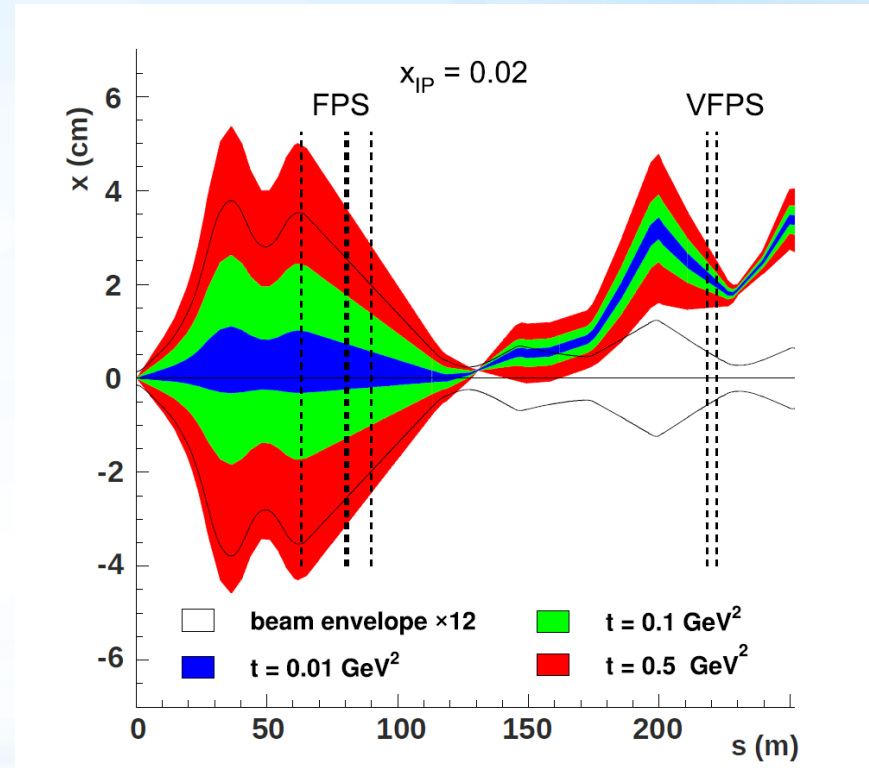 x_IP = 0.02
FPS
VFPS
x (cm)
6
4
2
0
-2
-4
-6
beam envelope ×12
t = 0.01 GeV²
t = 0.1 GeV²
t = 0.5 GeV²
0
50
100
150
200
s (m)